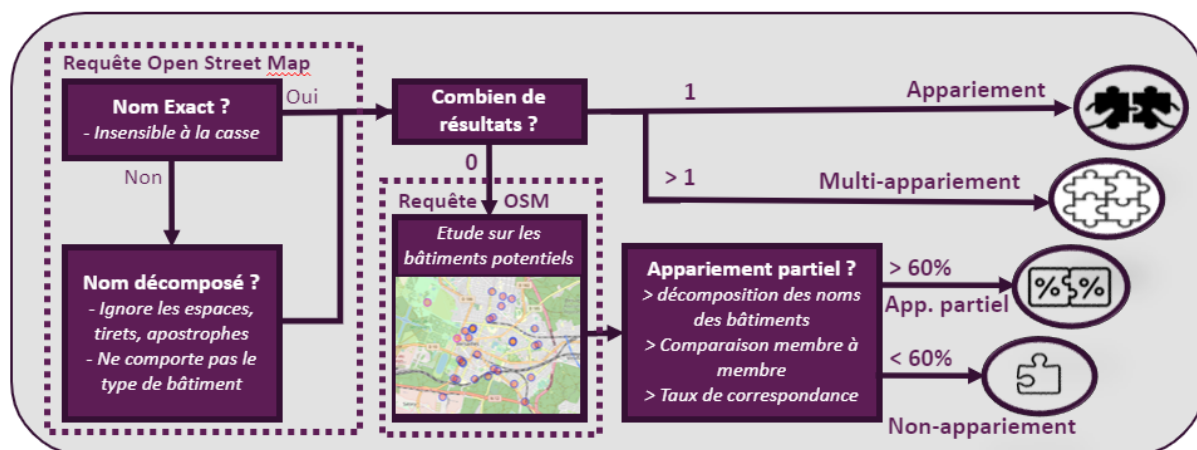 Requête Open Street Map
Nom Exact ?
- Insensible à la casse
Oui
Non
Nom décomposé ?
- Ignore les espaces,
tirets, apostrophes
- Ne comporte pas le
type de bâtiment
Combien de
résultats ?
1
Appariement
> 1
Multi-appariement
0
Requête OSM
Etude sur les
bâtiments potentiels
Appariement partiel ?
> décomposition des noms
des bâtiments
> Comparaison membre à
membre
> Taux de correspondance
> 60%
App. partiel
% %
< 60%
Non-appariement